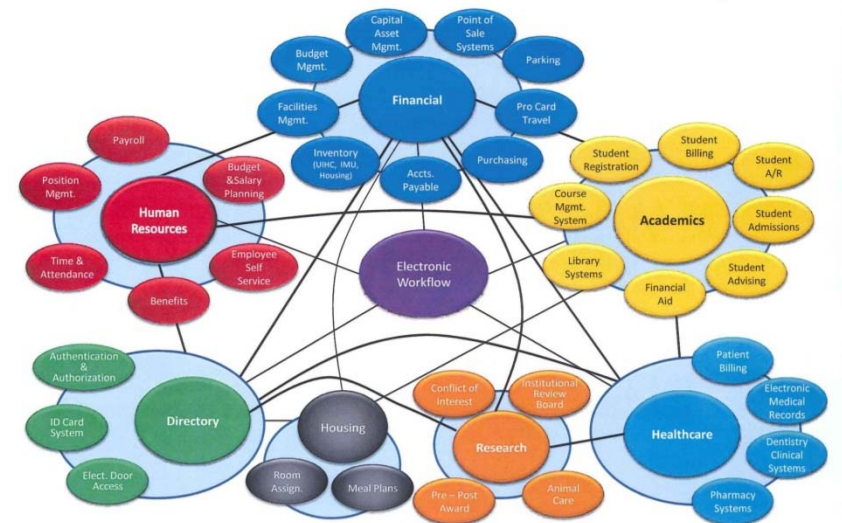 Capital
Asset
Mgmt.
Point of
Sale
Systems
Budget
Mgmt.
Parking
Financial
Facilities
Mgmt.
Pro Card
Travel
Inventory
(UIHC, IMU,
Housing)
Accts.
Payable
Purchasing
Payroll
Position
Mgmt.
Budget
&Salary
Planning
Human
Resources
Time &
Attendance
Employee
Self
Service
Benefits
Student
Registration
Student
Billing
Student
A/R
Course
Mgmt.
System
Academics
Student
Admissions
Library
Systems
Student
Advising
Financial
Aid
Electronic
Workflow
Authentication
&
Authorization
Directory
ID Card
System
Elect. Door
Access
Housing
Room
Assign.
Meal Plans
Conflict of
Interest
Institutional
Review
Board
Research
Pre – Post
Award
Animal
Care
Patient
Billing
Electronic
Medical
Records
Healthcare
Dentistry
Clinical
Systems
Pharmacy
Systems